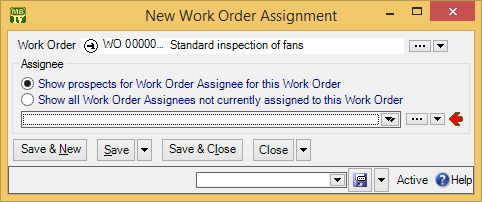 MB
New Work Order Assignment
Work Order WO 00000... Standard inspection of fans ...
Assignee
Show prospects for Work Order Assignee for this Work Order
Show all Work Order Assignees not currently assigned to this Work Order
...
Save & New Save Save & Close Close
Active Help